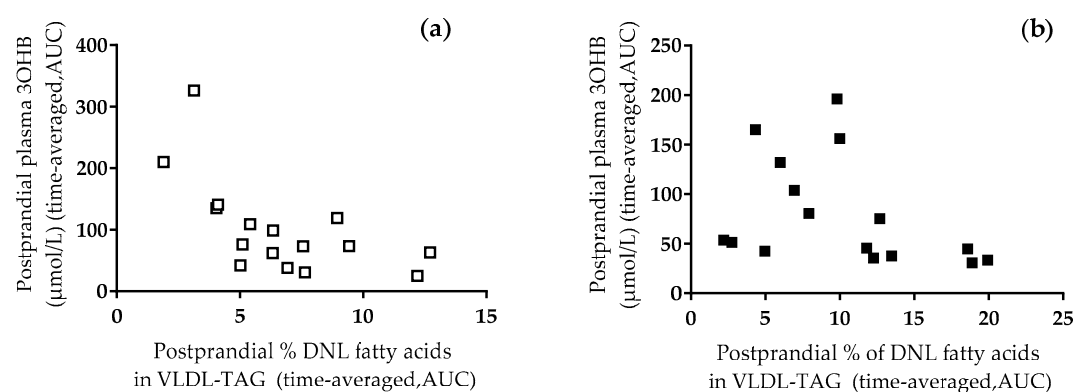 (a)
Postprandial plasma 3OHB
(μmol/L) (time-averaged,AUC)
400
300
200
100
0
0 5 10 15
Postprandial % DNL fatty acids
in VLDL-TAG (time-averaged,AUC)
(b)
Postprandial plasma 3OHB
(μmol/L) (time-averaged,AUC)
250
200
150
100
50
0
0 5 10 15 20 25
Postprandial % of DNL fatty acids
in VLDL-TAG (time-averaged,AUC)